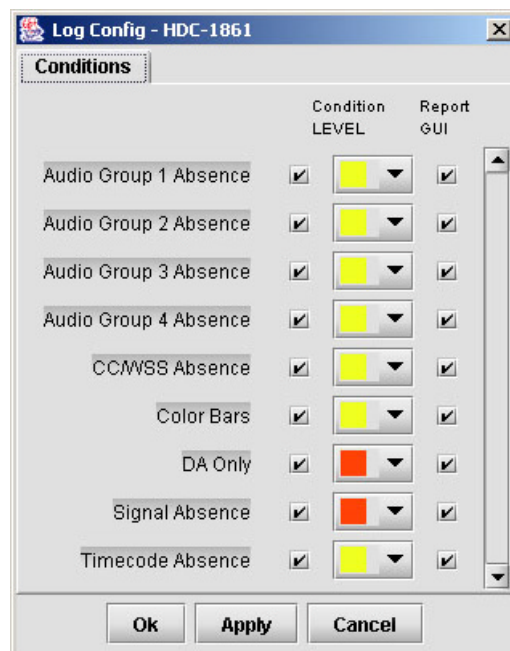 Log Config - HDC-1861
Conditions
Condition LEVEL
Report GUI
Audio Group 1 Absence
Audio Group 2 Absence
Audio Group 3 Absence
Audio Group 4 Absence
CC/WSS Absence
Color Bars
DA Only
Signal Absence
Timecode Absence
Ok Apply Cancel